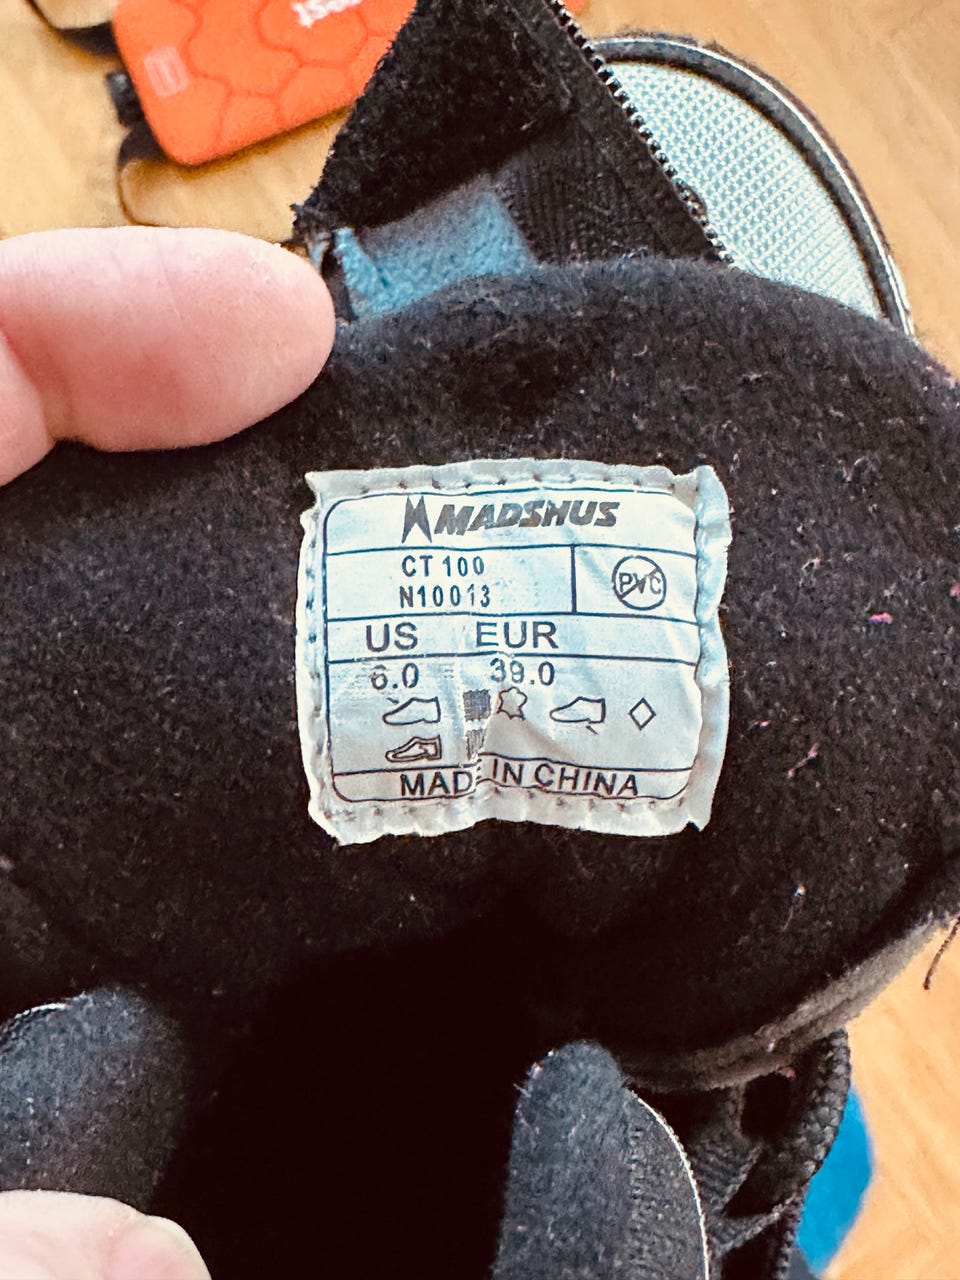 MADSHUS
CT 100
N10013
PVC
US EUR
6.0 39.0
MADE IN CHINA